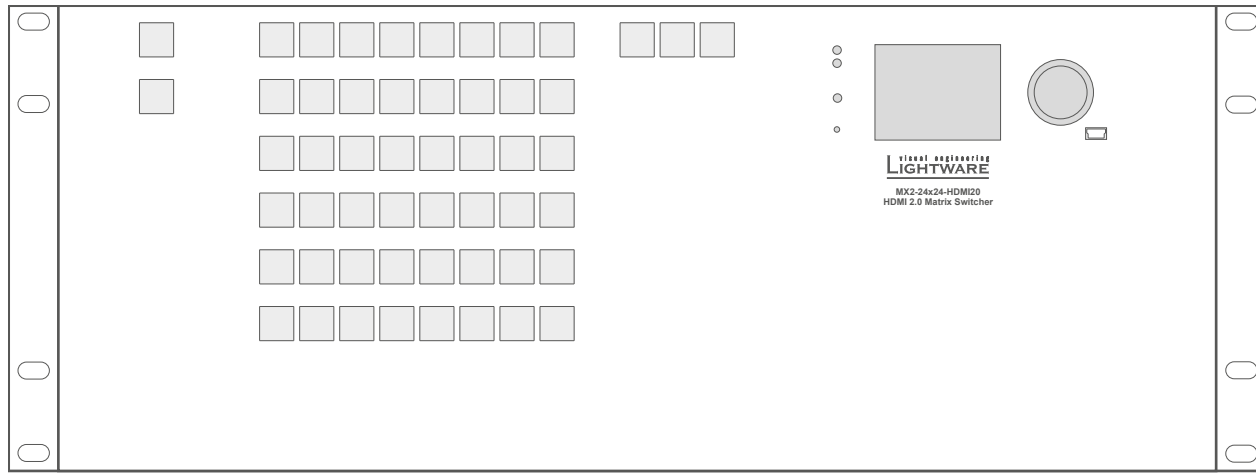 visual engineering
LIGHTWARE
MX2-24x24-HDMI20
HDMI 2.0 Matrix Switcher